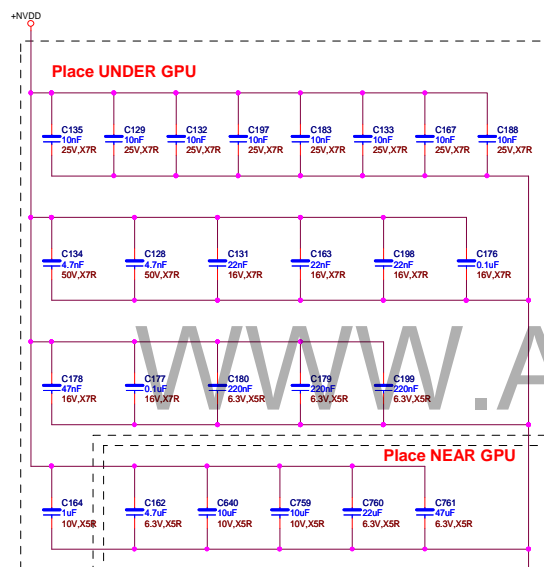 +NVDD
Place UNDER GPU
C135 C129 C132 C197 C183 C133 C167 C188
10nF 10nF 10nF 10nF 10nF 10nF 10nF 10nF
25V,X7R 25V,X7R 25V,X7R 25V,X7R 25V,X7R 25V,X7R 25V,X7R 25V,X7R
C134 C128 C131 C163 C198 C176
4.7nF 4.7nF 22nF 22nF 22nF 0.1uF
50V,X7R 50V,X7R 16V,X7R 16V,X7R 16V,X7R 16V,X7R
WWW.A
C178 C177 C180 C179 C199
47nF 0.1uF 220nF 220nF 220nF
16V,X7R 16V,X7R 6.3V,X5R 6.3V,X5R 6.3V,X5R
Place NEAR GPU
C164 C162 C640 C759 C760 C761
1uF 4.7uF 10uF 10uF 22uF 47uF
10V,X5R 6.3V,X5R 10V,X5R 10V,X5R 6.3V,X5R 6.3V,X5R